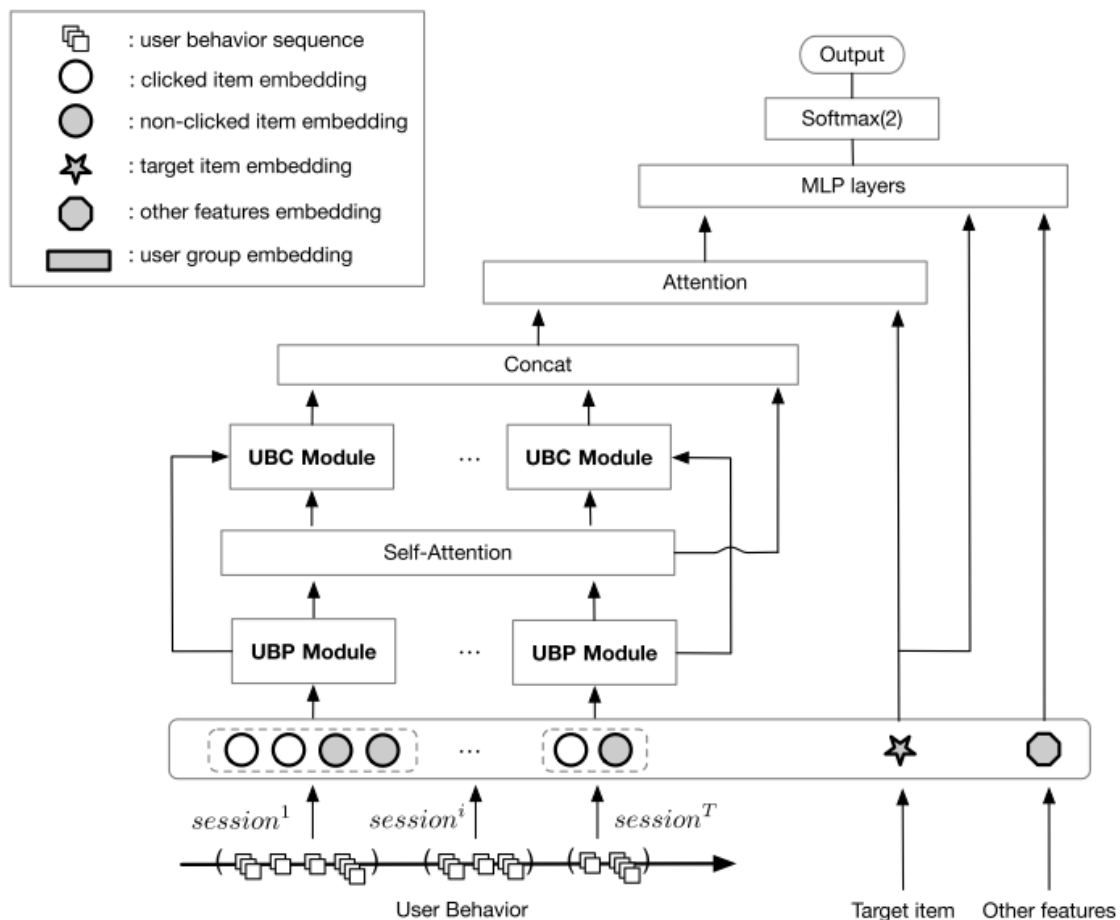 : user behavior sequence
: clicked item embedding
: non-clicked item embedding
: target item embedding
: other features embedding
: user group embedding
Output
Softmax(2)
MLP layers
Attention
Concat
UBC Module
...
UBC Module
Self-Attention
UBP Module
...
UBP Module
...
session^1
session^i
session^T
User Behavior
Target item
Other features